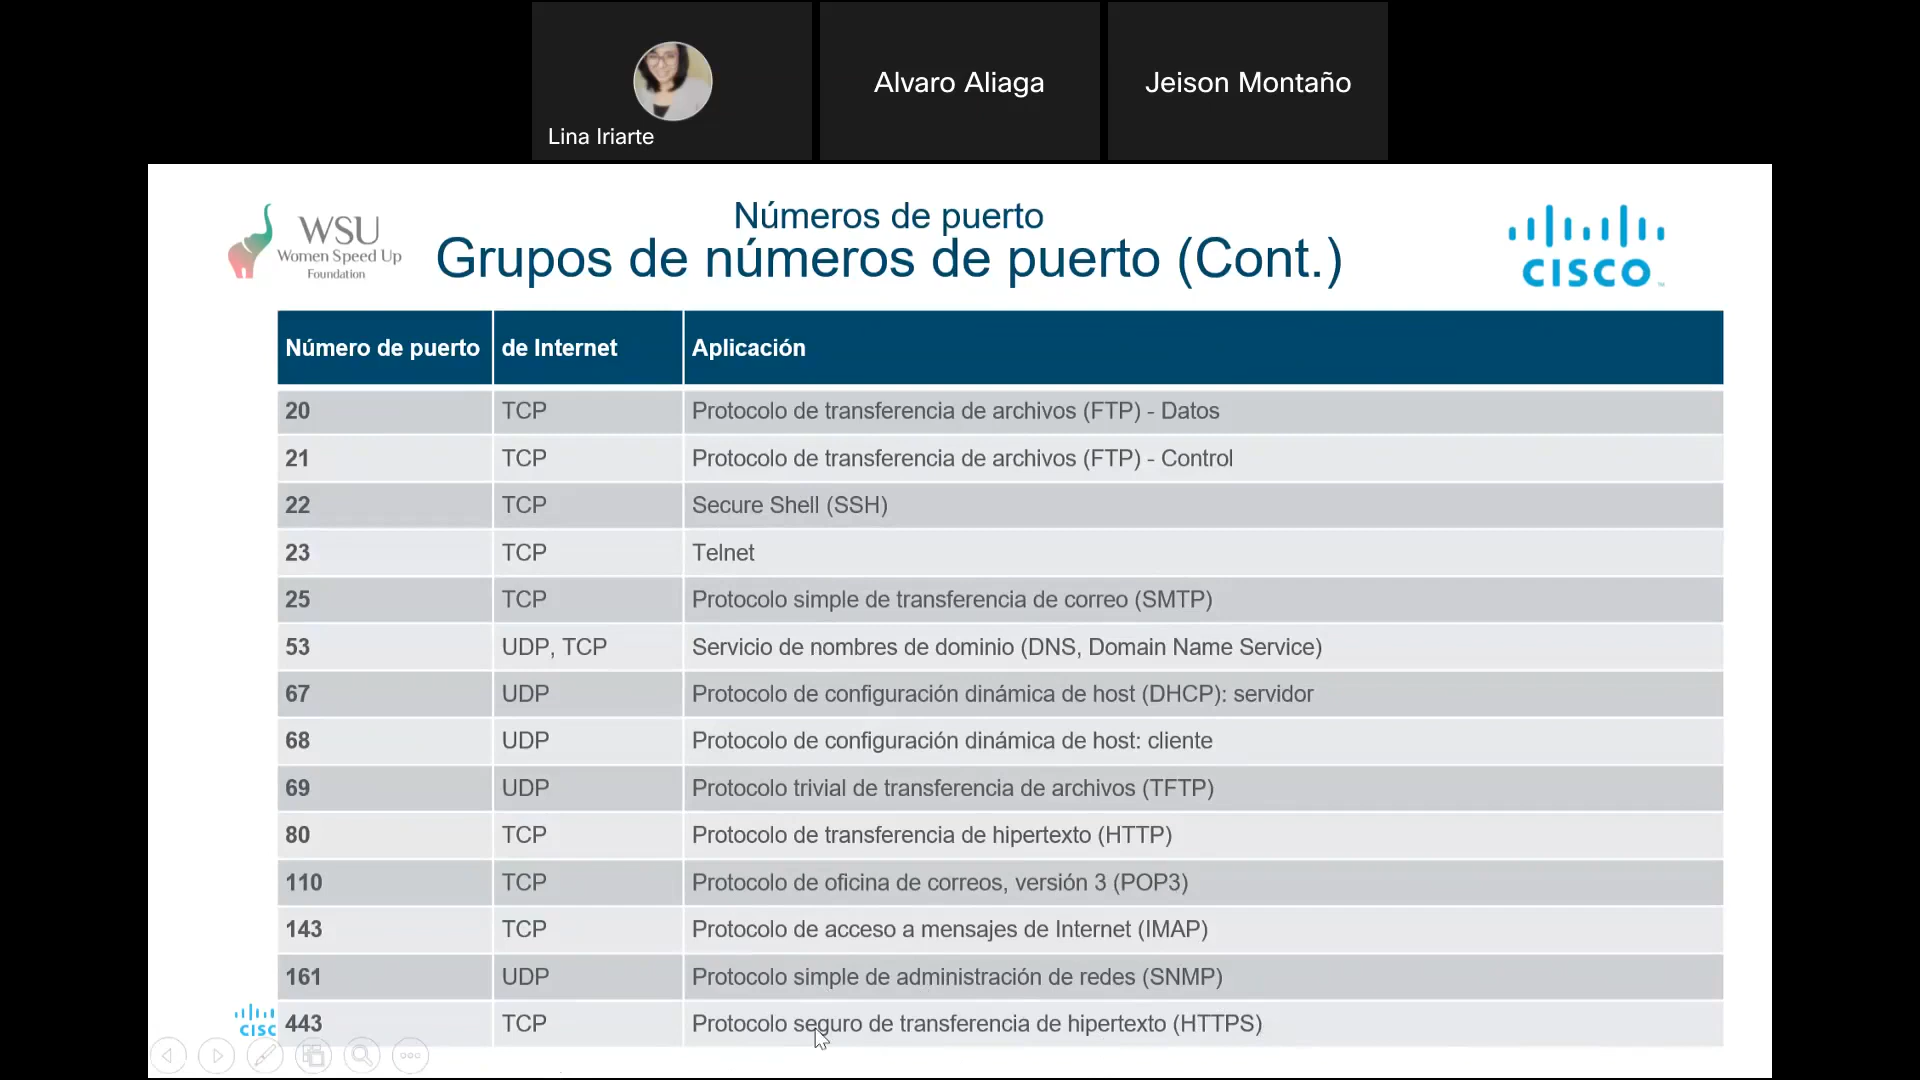 Lina Iriarte
Alvaro Aliaga
Jeison Montaño
WSU
Women Speed Up
Foundation
Números de puerto
Grupos de números de puerto (Cont.)
CISCO
Número de puerto de Internet Aplicación
20 TCP Protocolo de transferencia de archivos (FTP) - Datos
21 TCP Protocolo de transferencia de archivos (FTP) - Control
22 TCP Secure Shell (SSH)
23 TCP Telnet
25 TCP Protocolo simple de transferencia de correo (SMTP)
53 UDP, TCP Servicio de nombres de dominio (DNS, Domain Name Service)
67 UDP Protocolo de configuración dinámica de host (DHCP): servidor
68 UDP Protocolo de configuración dinámica de host: cliente
69 UDP Protocolo trivial de transferencia de archivos (TFTP)
80 TCP Protocolo de transferencia de hipertexto (HTTP)
110 TCP Protocolo de oficina de correos, versión 3 (POP3)
143 TCP Protocolo de acceso a mensajes de Internet (IMAP)
161 UDP Protocolo simple de administración de redes (SNMP)
CISC 443 TCP Protocolo seguro de transferencia de hipertexto (HTTPS)